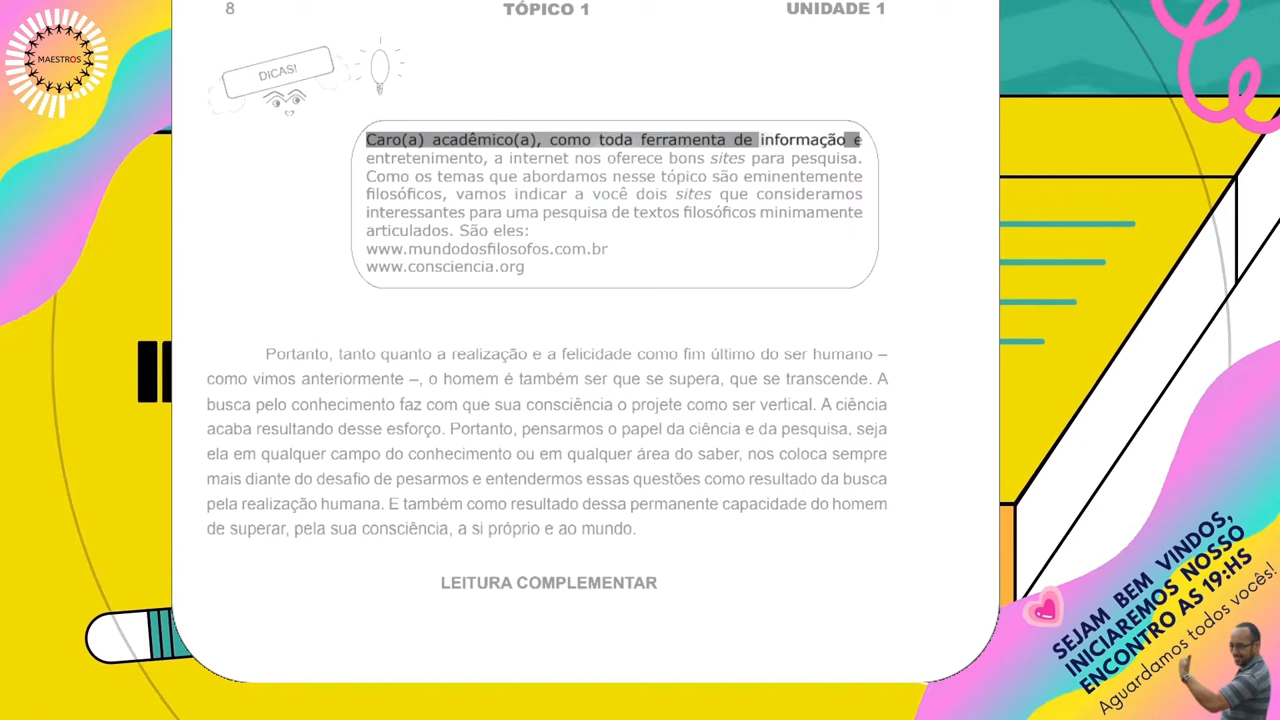 8 TÓPICO 1 UNIDADE 1
MAESTROS
DICAS!
Caro(a) acadêmico(a), como toda ferramenta de informação e
entretenimento, a internet nos oferece bons sites para pesquisa.
Como os temas que abordamos nesse tópico são eminentemente
filosóficos, vamos indicar a você dois sites que consideramos
interessantes para uma pesquisa de textos filosóficos minimamente
articulados. São eles:
www.mundodosfilosofos.com.br
www.consciencia.org
Portanto, tanto quanto a realização e a felicidade como fim último do ser humano –
como vimos anteriormente –, o homem é também ser que se supera, que se transcende. A
busca pelo conhecimento faz com que sua consciência o projete como ser vertical. A ciência
acaba resultando desse esforço. Portanto, pensarmos o papel da ciência e da pesquisa, seja
ela em qualquer campo do conhecimento ou em qualquer área do saber, nos coloca sempre
mais diante do desafio de pesarmos e entendermos essas questões como resultado da busca
pela realização humana. E também como resultado dessa permanente capacidade do homem
de superar, pela sua consciência, a si próprio e ao mundo.
LEITURA COMPLEMENTAR
SEJAM BEM VINDOS,
INICIAREMOS NOSSO
ENCONTRO AS 19:HS
Aguardamos todos vocês!